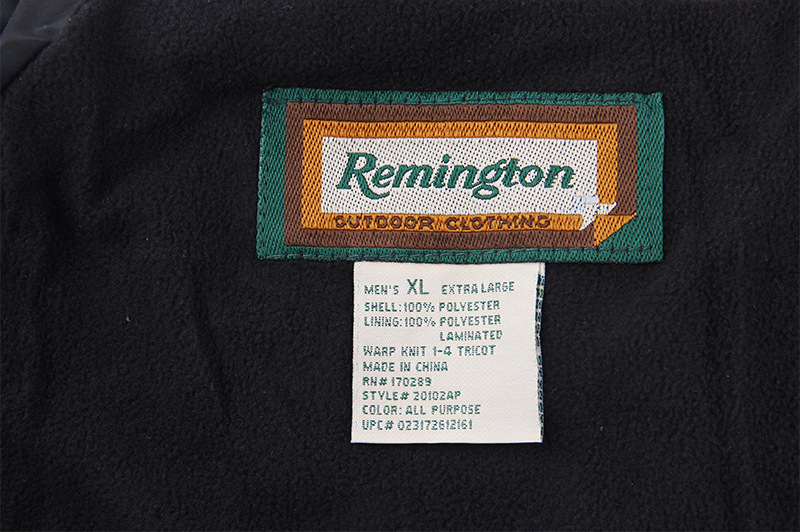 Remington
OUTDOOR CLOTHING
MEN'S XL EXTRA LARGE
SHELL:100% POLYESTER
LINING:100% POLYESTER
LAMINATED
WARP KNIT 1-4 TRICOT
MADE IN CHINA
RN# 170289
STYLE# 20102AP
COLOR: ALL PURPOSE
UPC# 023172612161